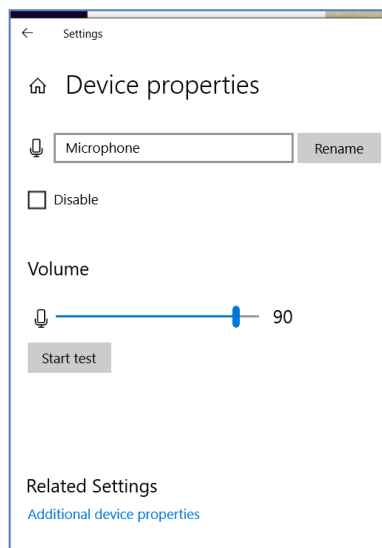 Settings
Device properties
Microphone Rename
Disable
Volume
90
Start test
Related Settings
Additional device properties